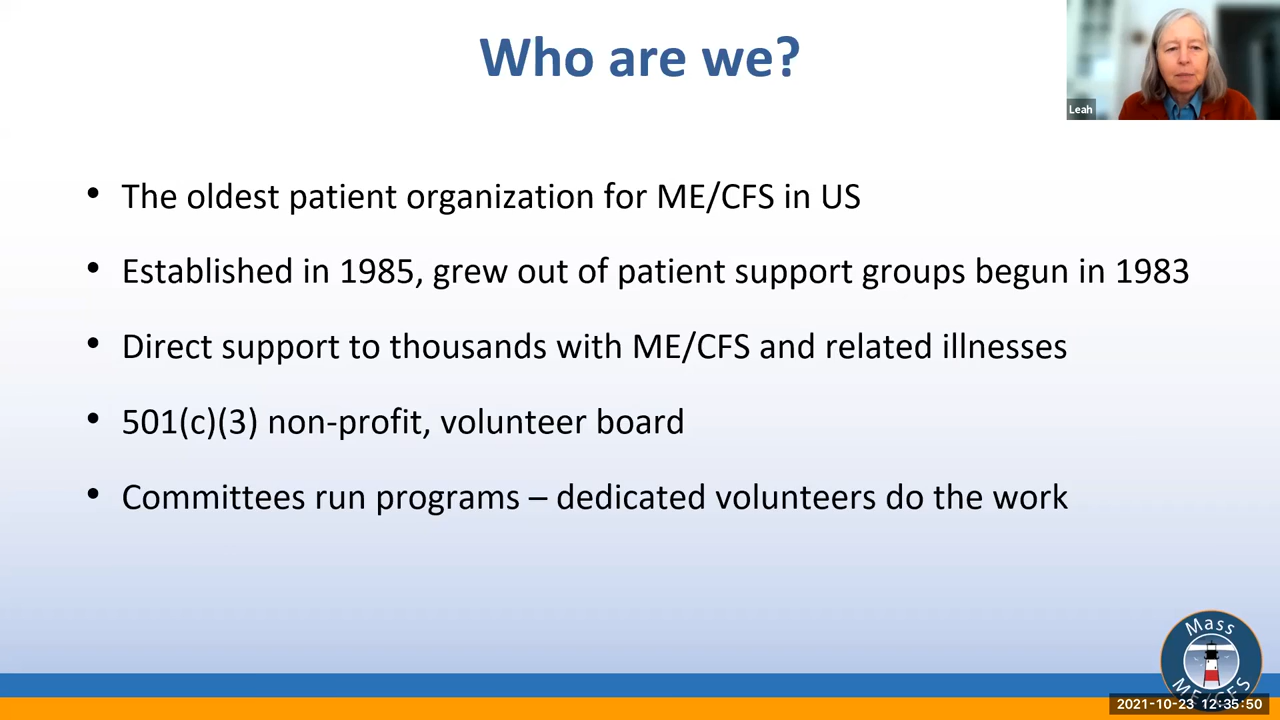 Who are we?
Leah
• The oldest patient organization for ME/CFS in US
• Established in 1985, grew out of patient support groups begun in 1983
• Direct support to thousands with ME/CFS and related illnesses
• 501(c)(3) non-profit, volunteer board
• Committees run programs – dedicated volunteers do the work
Mass
ME/CFS
2021-10-23 12:35:50